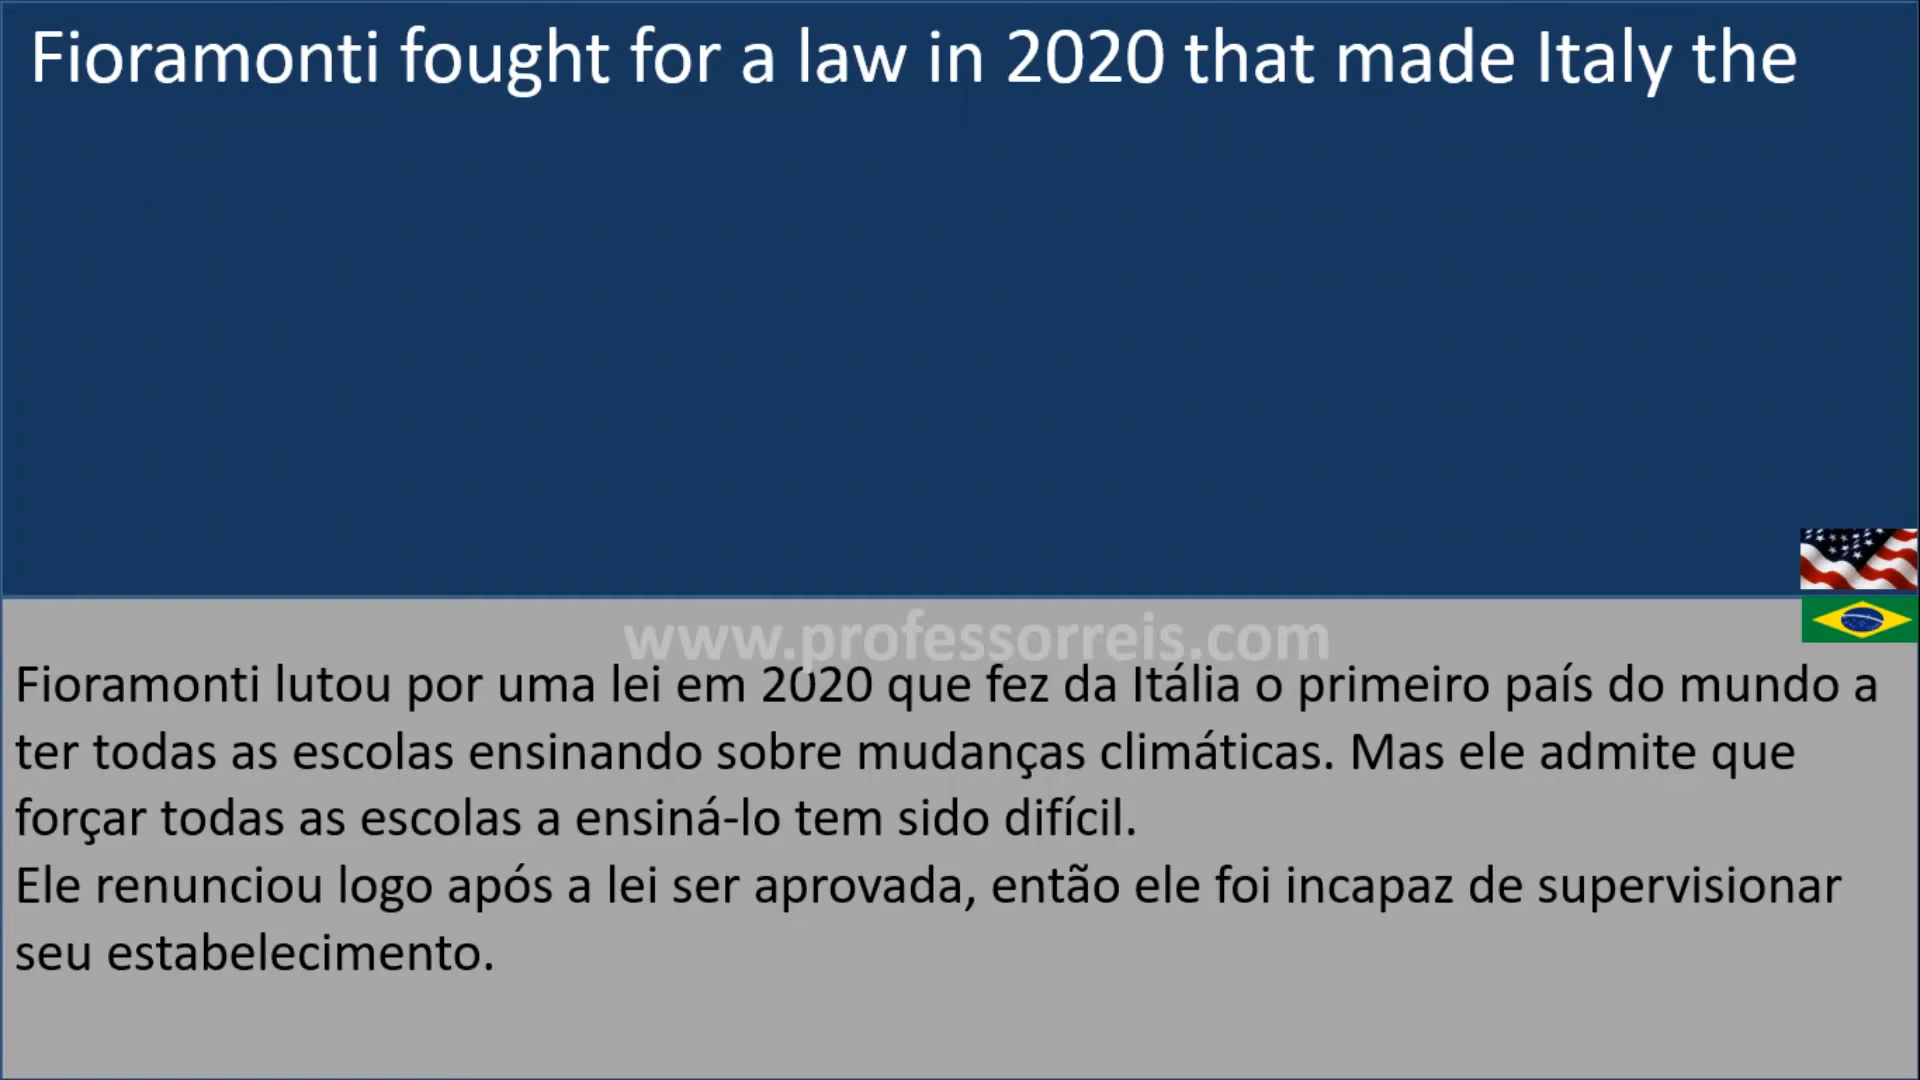 Fioramonti fought for a law in 2020 that made Italy the
www.professorreis.com
Fioramonti lutou por uma lei em 2020 que fez da Itália o primeiro país do mundo a
ter todas as escolas ensinando sobre mudanças climáticas. Mas ele admite que
forçar todas as escolas a ensiná-lo tem sido difícil.
Ele renunciou logo após a lei ser aprovada, então ele foi incapaz de supervisionar
seu estabelecimento.